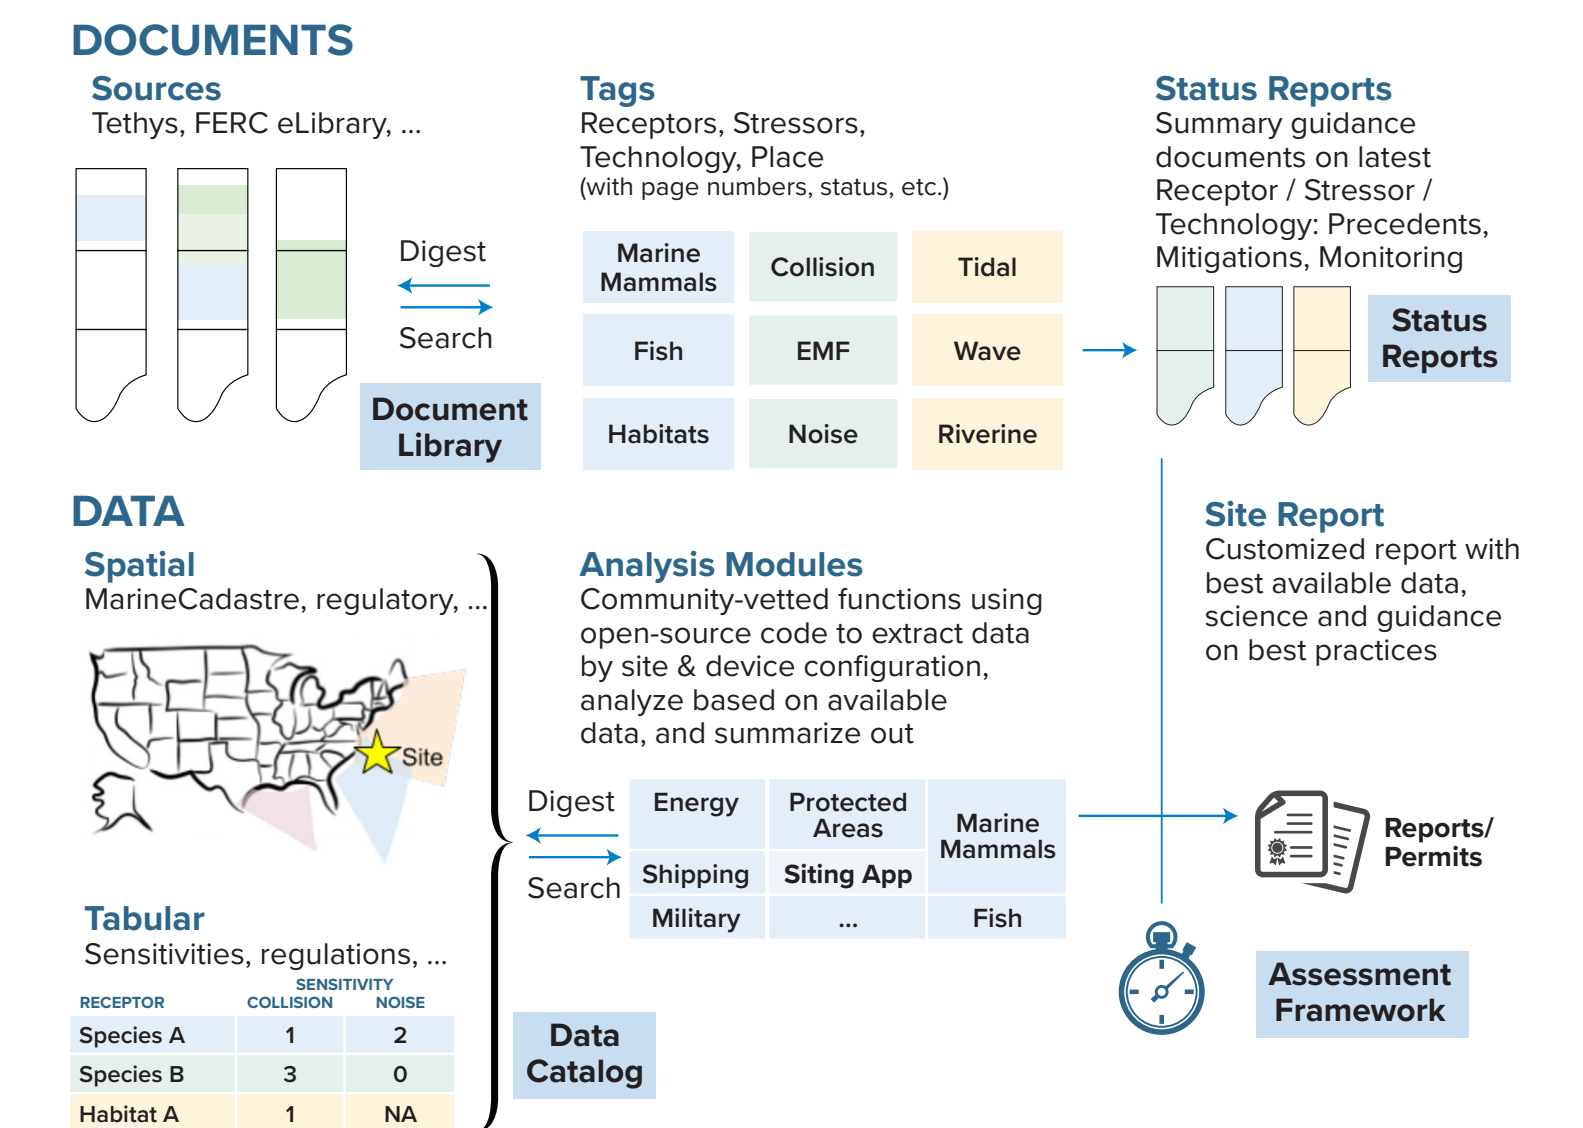 DOCUMENTS
Sources
Tethys, FERC eLibrary, ...
Digest
Search
Document
Library
Tags
Receptors, Stressors,
Technology, Place
(with page numbers, status, etc.)
Marine
Mammals
Collision
Tidal
Fish
EMF
Wave
Habitats
Noise
Riverine
Status Reports
Summary guidance
documents on latest
Receptor / Stressor /
Technology: Precedents,
Mitigations, Monitoring
Status
Reports
DATA
Spatial
MarineCadastre, regulatory, ...
Site
Tabular
Sensitivities, regulations, ...
SENSITIVITY
RECEPTOR COLLISION NOISE
Species A 1 2
Species B 3 0
Habitat A 1 NA
Data
Catalog
Digest
Search
Analysis Modules
Community-vetted functions using
open-source code to extract data
by site & device configuration,
analyze based on available
data, and summarize out
Energy
Protected
Areas
Marine
Mammals
Shipping
Siting App
Military
...
Fish
Site Report
Customized report with
best available data,
science and guidance
on best practices
Reports/
Permits
Assessment
Framework